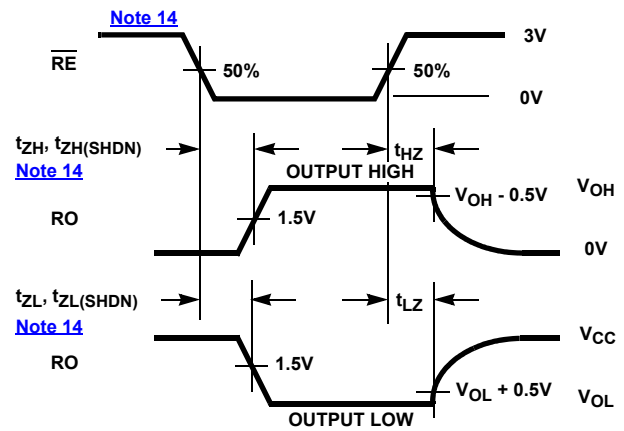 Note 14
3V
RE
50%
50%
0V
tZH, tZH(SHDN)
tHZ
Note 14
OUTPUT HIGH
VOH - 0.5V
VOH
RO
1.5V
0V
tZL, tZL(SHDN)
tLZ
Note 14
VCC
RO
1.5V
VOL + 0.5V
VOL
OUTPUT LOW